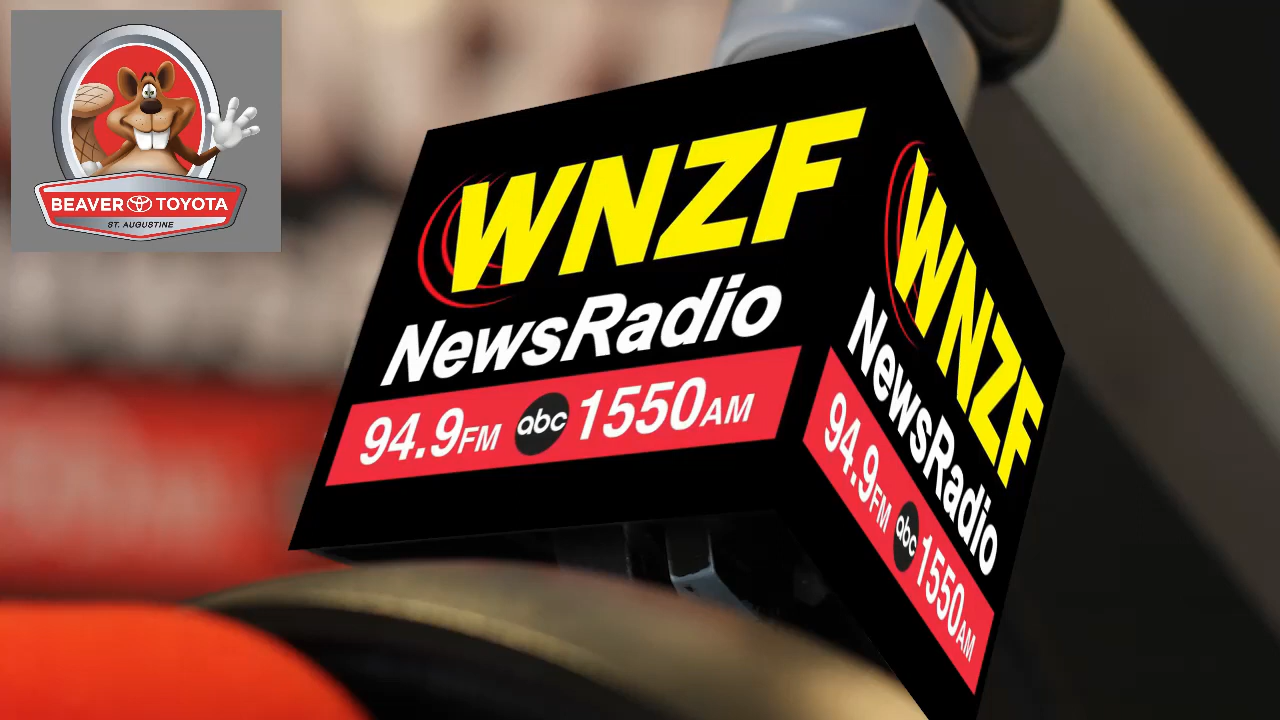 BEAVER TOYOTA
ST. AUGUSTINE
WNZF
NewsRadio
94.9FM abc 1550AM
WNZF
NewsRadio
94.9FM abc 1550AM